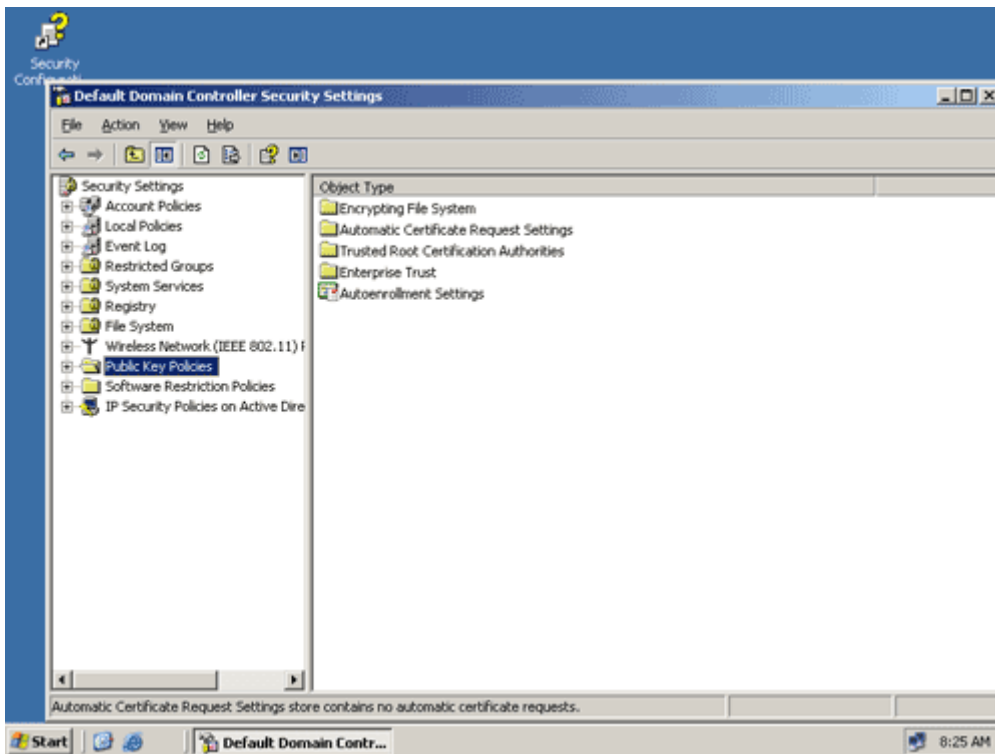 Security
Default Domain Controller Security Settings
File Action View Help
Security Settings
Account Policies
Local Policies
Event Log
Restricted Groups
System Services
Registry
File System
Wireless Network (IEEE 802.11) P
Public Key Policies
Software Restriction Policies
IP Security Policies on Active Dire
Object Type
Encrypting File System
Automatic Certificate Request Settings
Trusted Root Certification Authorities
Enterprise Trust
Autoenrollment Settings
Automatic Certificate Request Settings store contains no automatic certificate requests.
Start
Default Domain Contr...
8:25 AM